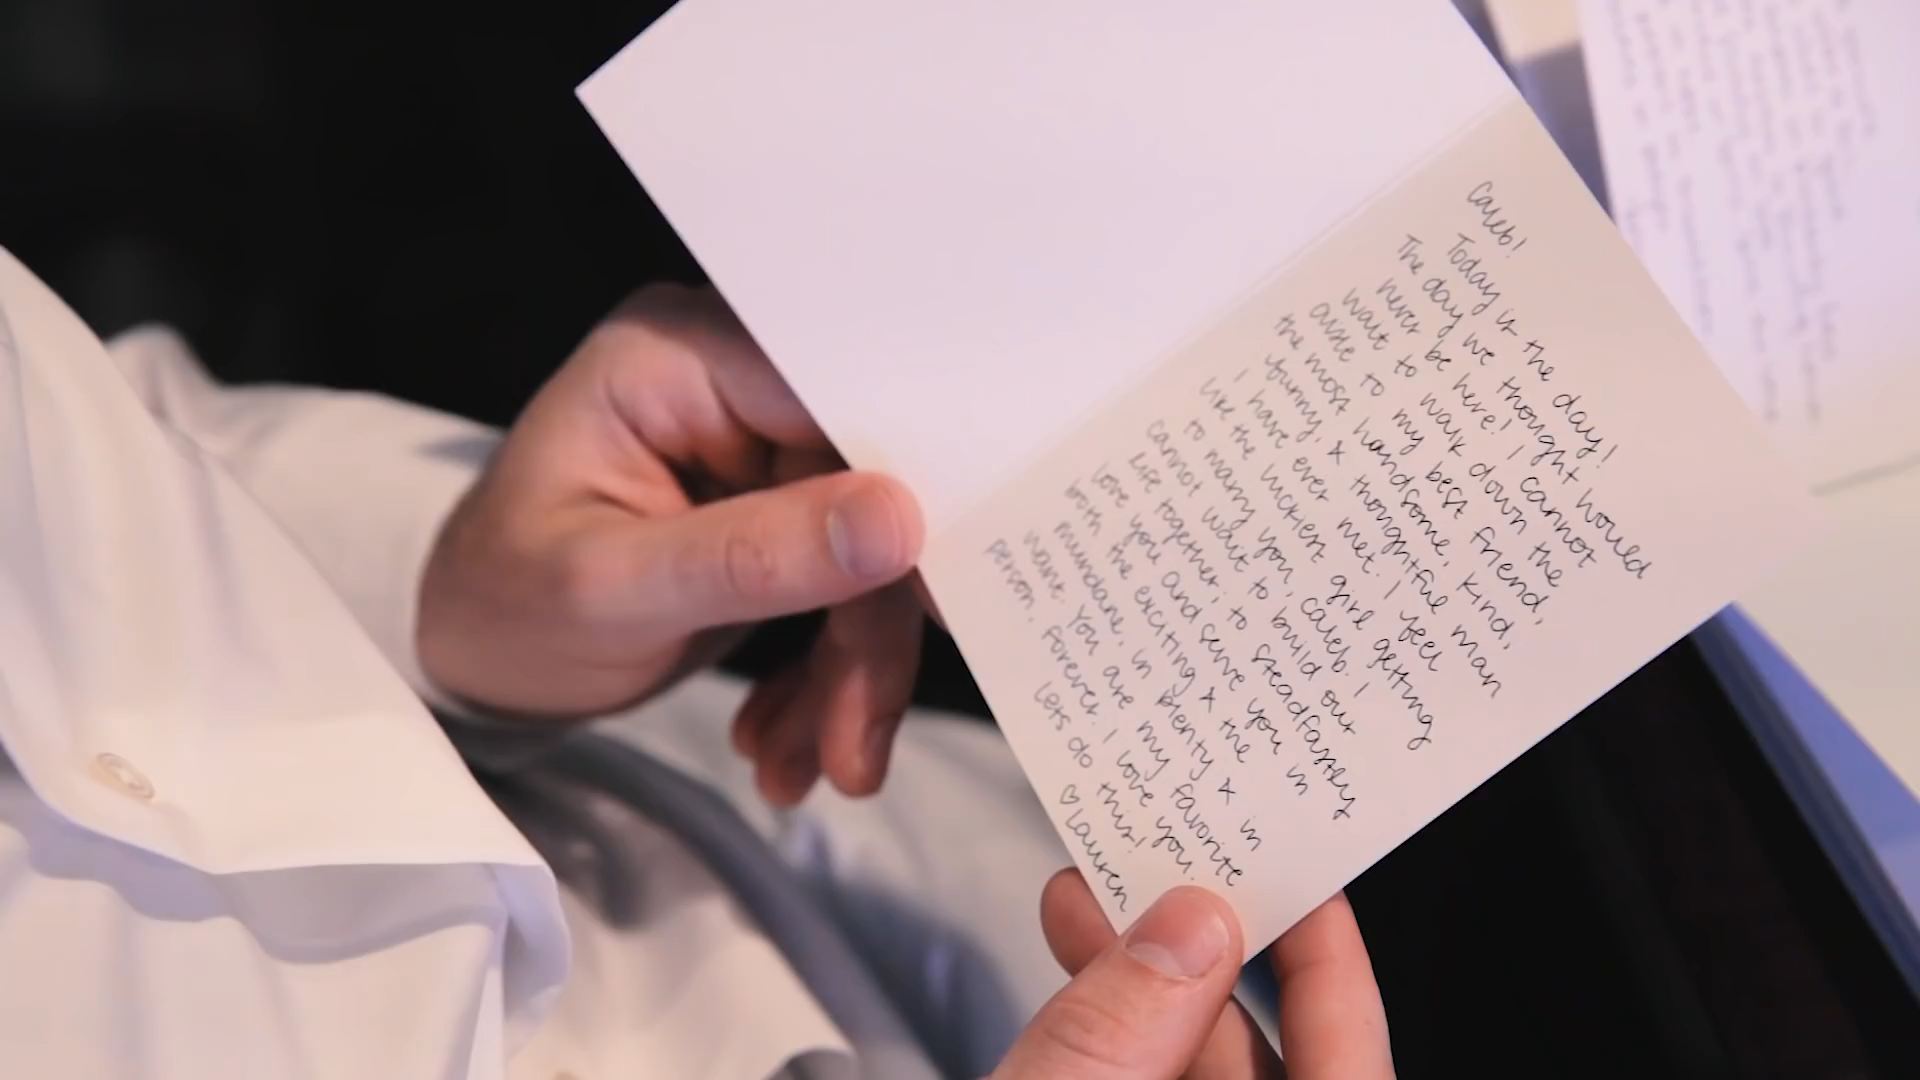 Caleb!
Today is the day!
The day we thought would
never be here! I cannot
wait to walk down the
aisle to my best friend,
the most handsome, kind,
funny, & thoughtful man
I have ever met. I feel
like the luckiest girl getting
to marry you, Caleb. I
cannot wait to build our
life together, to steadfastly
love you and serve you in
both the exciting & the
mundane, in plenty & in
want. You are my favorite
person. Forever. I love you.
Lets do this!
♡ Lauren